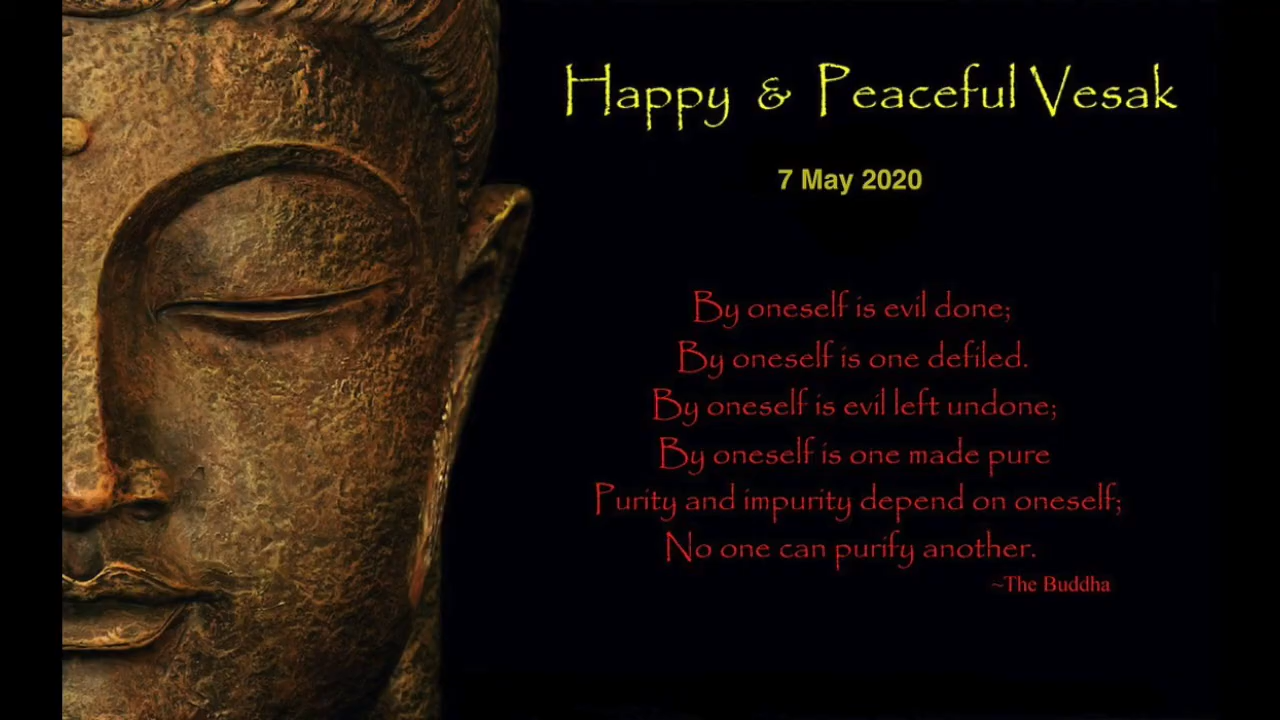 Happy & Peaceful Vesak
7 May 2020
By oneself is evil done;
By oneself is one defiled.
By oneself is evil left undone;
By oneself is one made pure
Purity and impurity depend on oneself;
No one can purify another.
~The Buddha